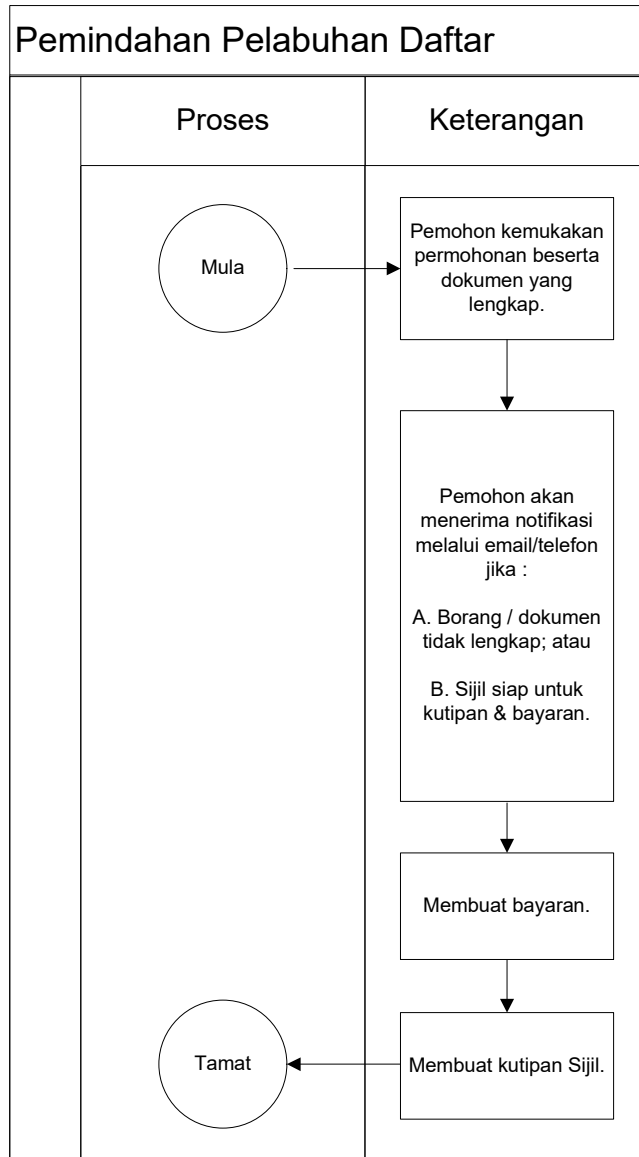 Pemindahan Pelabuhan Daftar
Proses
Keterangan
Mula
Pemohon kemukakan
permohonan beserta
dokumen yang
lengkap.
Pemohon akan
menerima notifikasi
melalui email/telefon
jika :
A. Borang / dokumen
tidak lengkap; atau
B. Sijil siap untuk
kutipan & bayaran.
Membuat bayaran.
Tamat
Membuat kutipan Sijil.